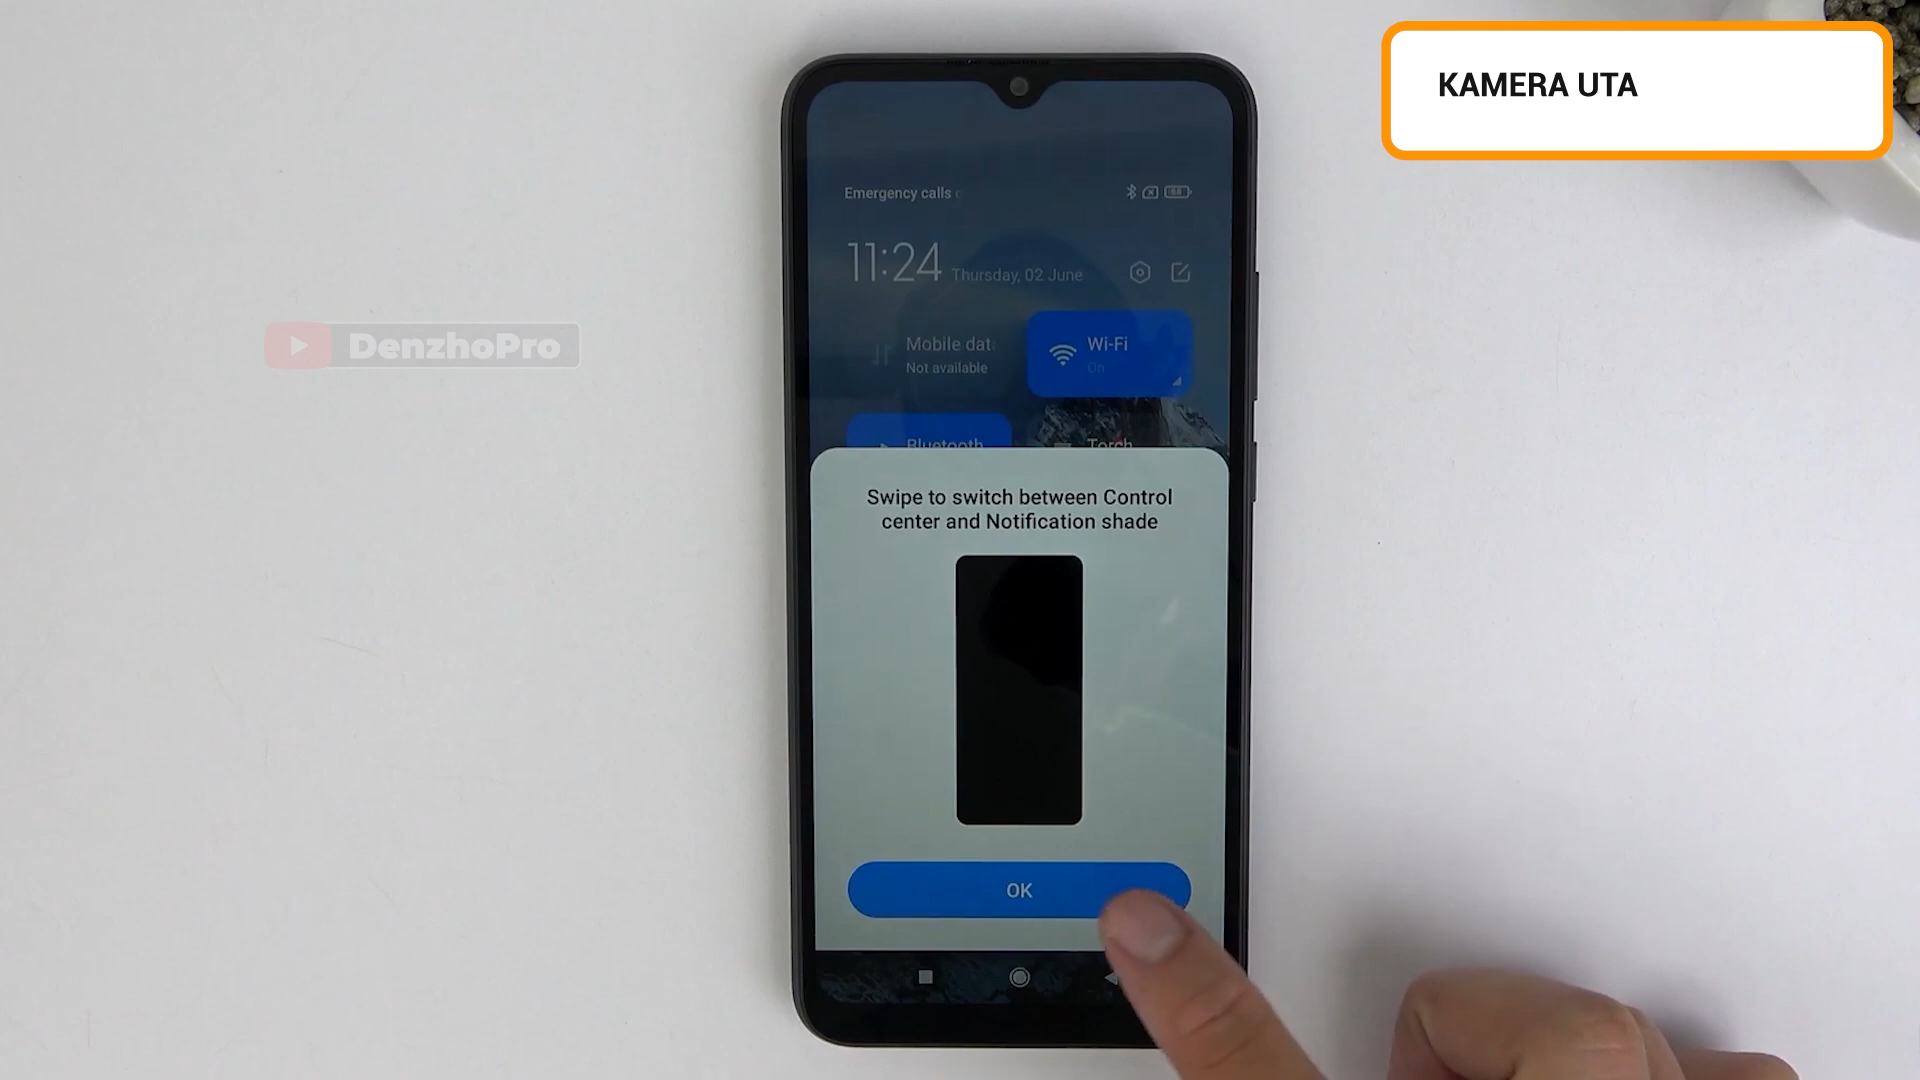 KAMERA UTA
Emergency calls
11:24 Thursday, 02 June
Mobile dat
Not available
Wi-Fi
On
Bluetooth
Torch
DenzhoPro
Swipe to switch between Control
center and Notification shade
OK